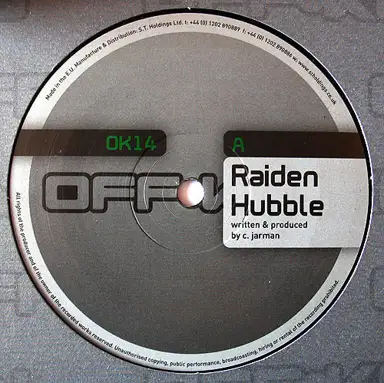 Made in the E.U. Manufacture & Distribution: S.T. Holdings Ltd. t: +44 (0) 1202 890889 f: +44 (0) 1202 890886 w: www.stholdings.co.uk
OK14
A
OFF-
Raiden
Hubble
written & produced
by c. jarman
All rights of the producer and of the owner of the recorded works reserved. Unauthorised copying, public performance, broadcasting, hiring or rental of the recording prohibited.